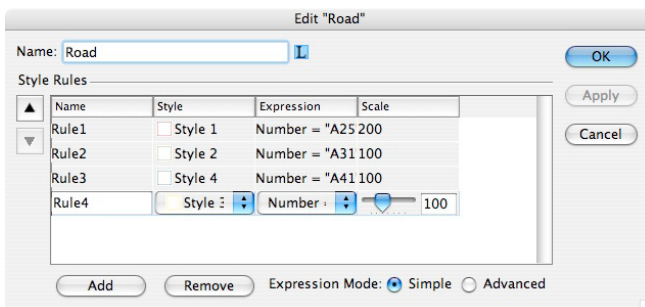 Edit "Road"
Name: Road L
OK
Style Rules
Apply
Name Style Expression Scale
Rule1 Style 1 Number = "A25 200
Cancel
Rule2 Style 2 Number = "A31 100
Rule3 Style 4 Number = "A41 100
Rule4 Style Number 100
Add Remove Expression Mode: Simple Advanced